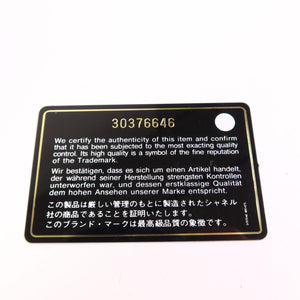 30376646
We certify the authenticity of this item and confirm
that it has been subjected to the most exacting quality
control. Its high quality is a symbol of the fine reputation
of the Trademark.
Wir bestätigen, dass es sich um einen Artikel handelt,
der während seiner Herstellung strengsten Kontrollen
unterworfen war, und dessen erstklassige Qualität
dem hohen Ansehen unserer Marke entspricht.
この製品は厳しい管理のもとに製造されたシャネル
社の商品であることを証明いたします。
このブランド・マークは最高級品質の象徴です。